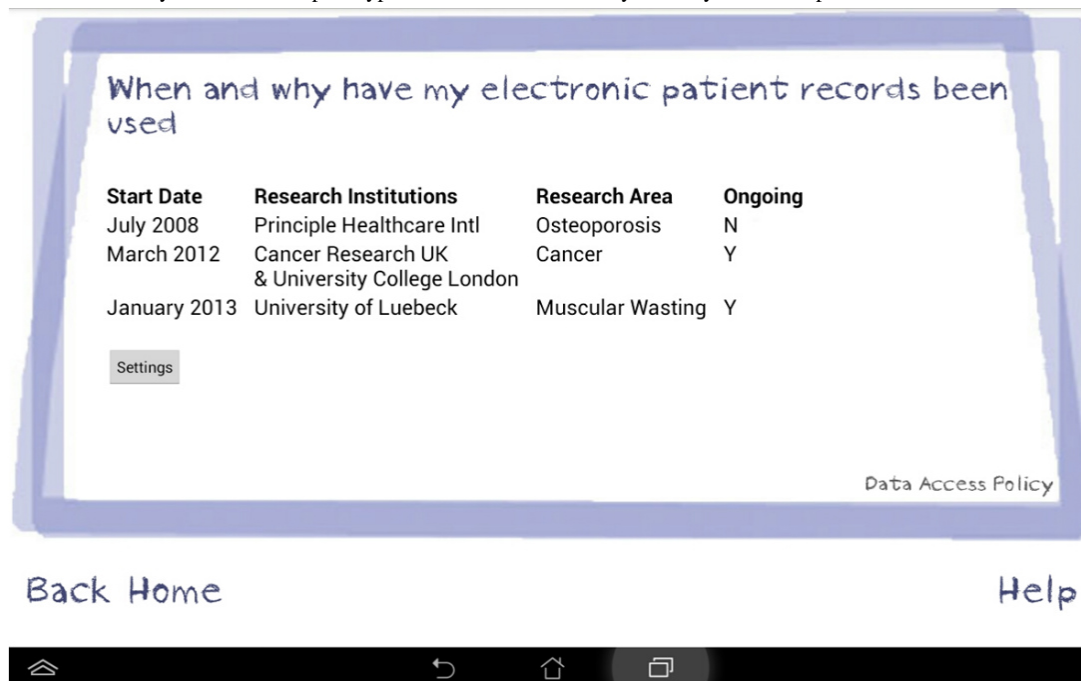 When and why have my electronic patient records been
used
Start Date Research Institutions Research Area Ongoing
July 2008 Principle Healthcare Intl Osteoporosis N
March 2012 Cancer Research UK Cancer Y
& University College London
January 2013 University of Luebeck Muscular Wasting Y
Settings
Data Access Policy
Back Home
Help